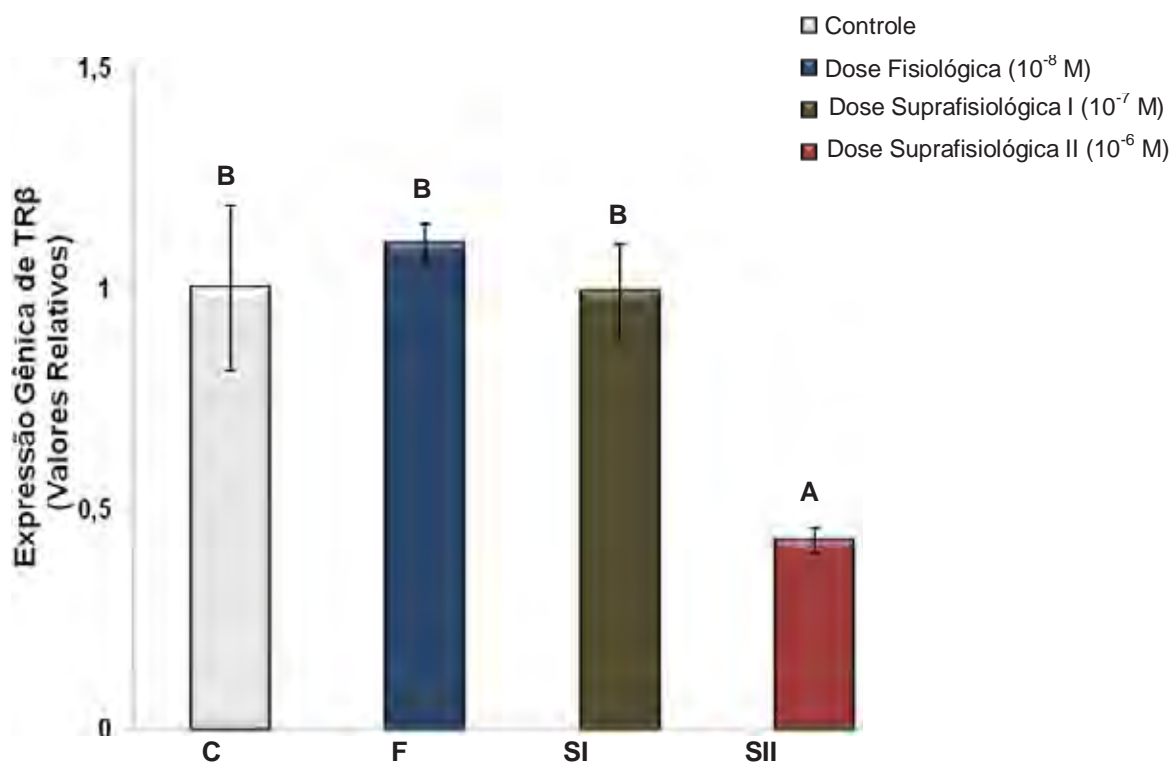 Controle
Dose Fisiológica (10⁻⁸ M)
Dose Suprafisiológica I (10⁻⁷ M)
Dose Suprafisiológica II (10⁻⁶ M)
Expressão Gênica de TRβ
(Valores Relativos)
1,5
1
0,5
0
B
B
B
A
C
F
SI
SII